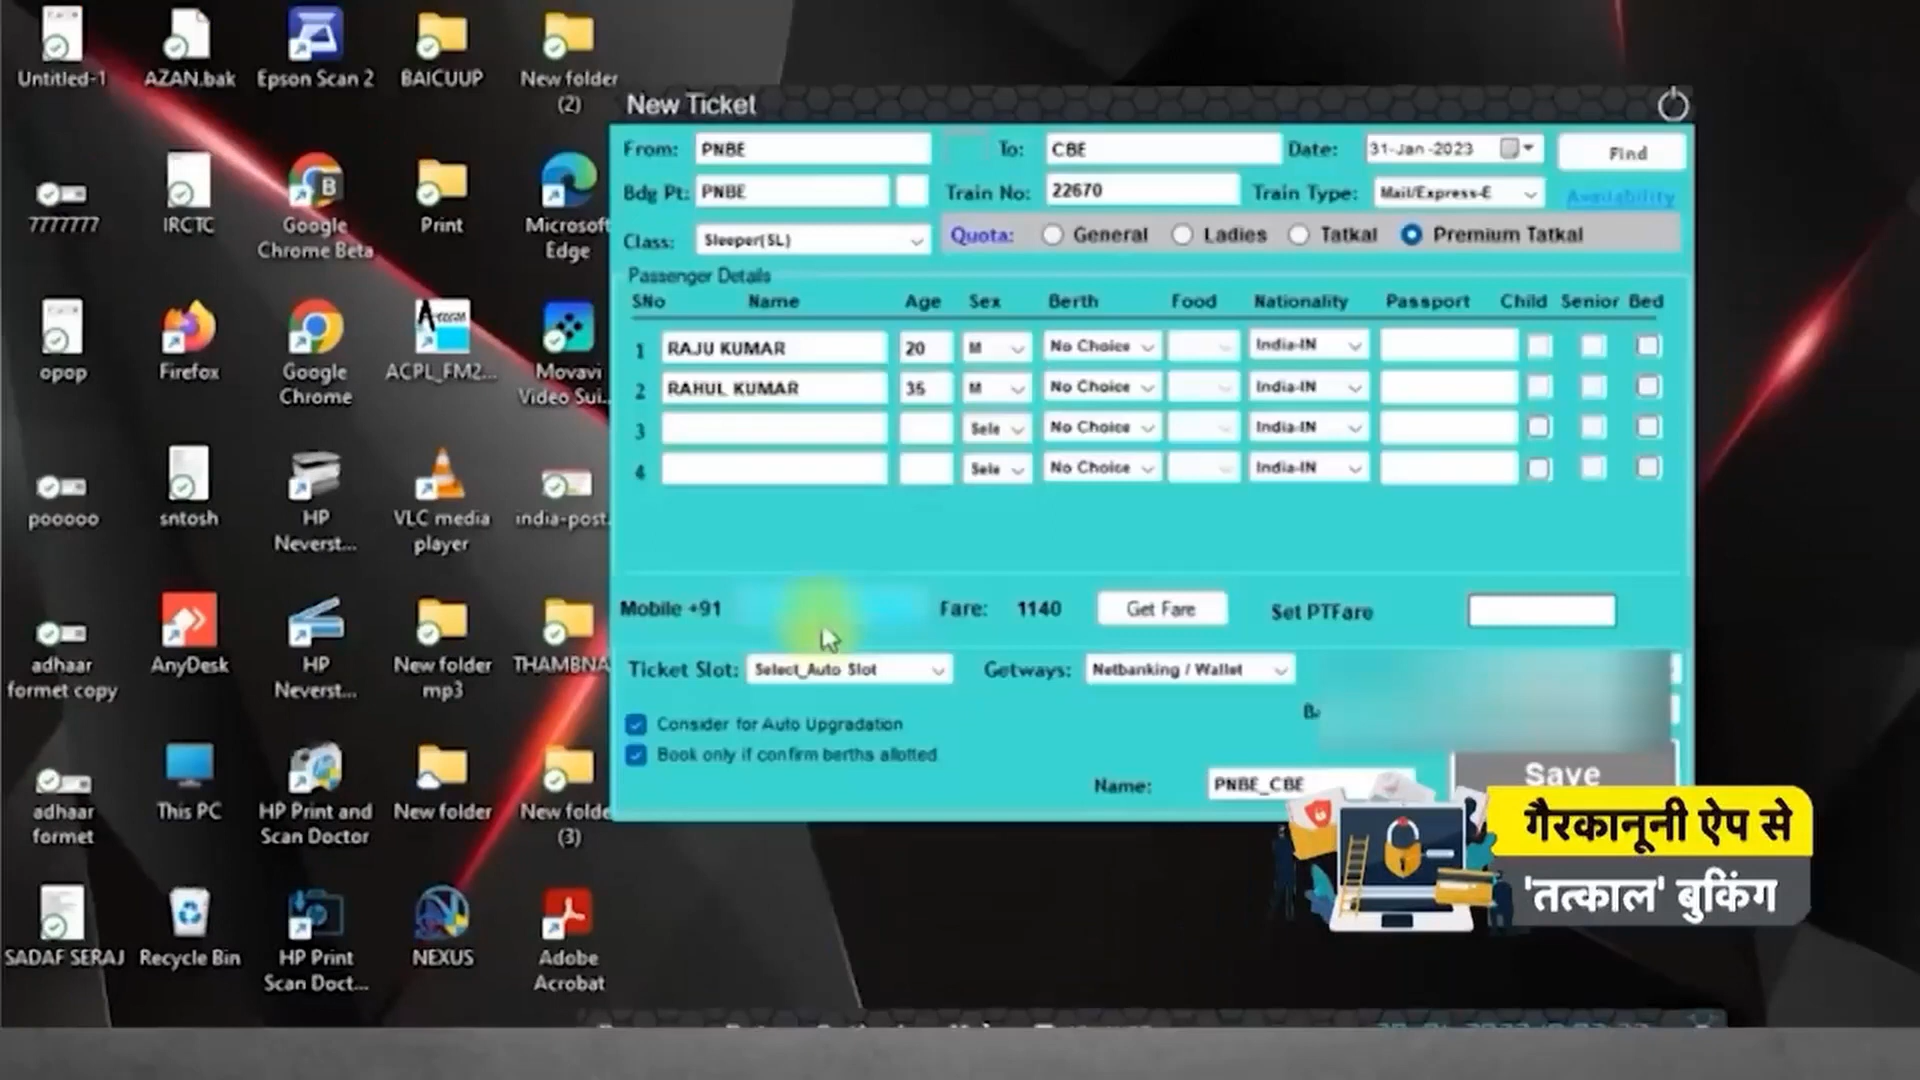 Untitled-1
AZAN.bak
Epson Scan 2
BAICUUP
New folder
(2)
7777777
IRCTC
Google
Chrome Beta
Print
Microsoft
Edge
opop
Firefox
Google
Chrome
ACPL_FM2...
Movavi
Video Sui...
pooooo
sntosh
HP
Neverst...
VLC media
player
india-post.
adhaar
formet copy
AnyDesk
HP
Neverst...
New folder
mp3
THAMBNA
adhaar
formet
This PC
HP Print and
Scan Doctor
New folder
New folde
(3)
SADAF SERAJ
Recycle Bin
HP Print
Scan Doct...
NEXUS
Adobe
Acrobat
New Ticket
From: PNBE To: CBE Date: 31-Jan-2023 Find
Bdg Pt: PNBE Train No: 22670 Train Type: Mail/Express-E Availability
Class: Sleeper(SL) Quota: General Ladies Tatkal Premium Tatkal
Passenger Details
SNo Name Age Sex Berth Food Nationality Passport Child Senior Bed
1 RAJU KUMAR 20 M No Choice India-IN
2 RAHUL KUMAR 35 M No Choice India-IN
3 Sele No Choice India-IN
4 Sele No Choice India-IN
Mobile +91 Fare: 1140 Get Fare Set PTFare
Ticket Slot: Select_Auto Slot Getways: Netbanking / Wallet
Consider for Auto Upgradation
Book only if confirm berths allotted
Name: PNBE_CBE Save
गैरकानूनी ऐप से
'तत्काल' बुकिंग